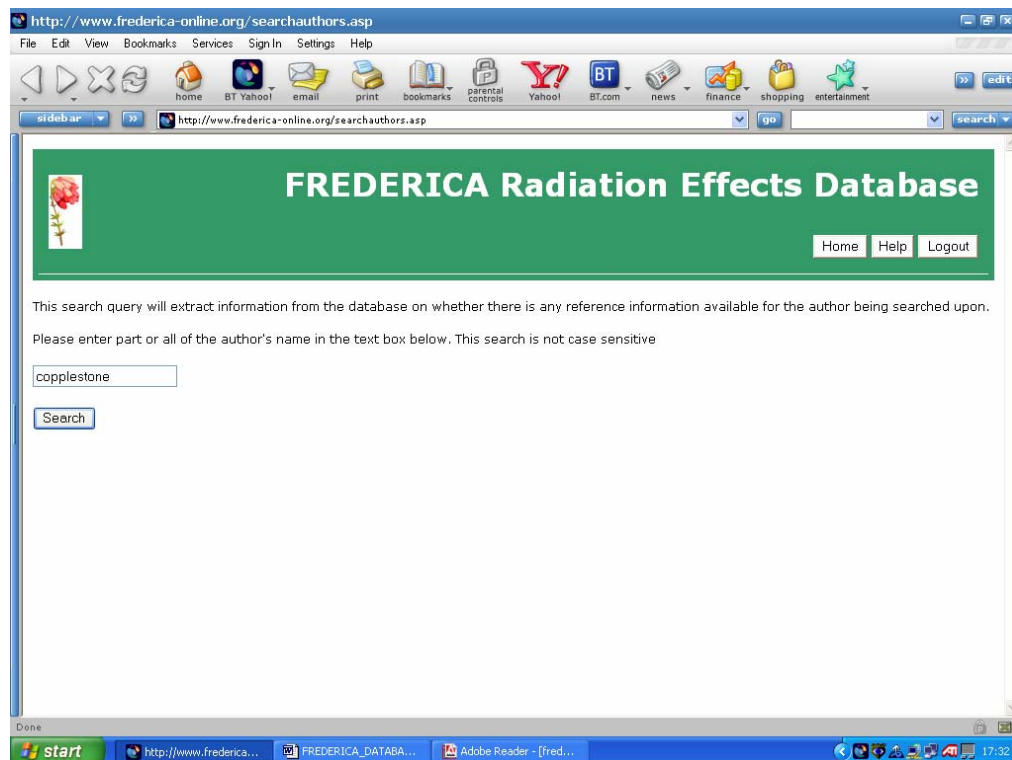 http://www.frederica-online.org/searchauthors.asp
File Edit View Bookmarks Services Sign In Settings Help
home BT Yahoo! email print bookmarks parental controls Yahoo! BT.com news finance shopping entertainment
edit
sidebar http://www.frederica-online.org/searchauthors.asp go search
FREDERICA Radiation Effects Database
Home Help Logout
This search query will extract information from the database on whether there is any reference information available for the author being searched upon.
Please enter part or all of the author's name in the text box below. This search is not case sensitive
copplestone
Search
Done
start http://www.frederica... FREDERICA_DATABA... Adobe Reader - [fred... 17:32